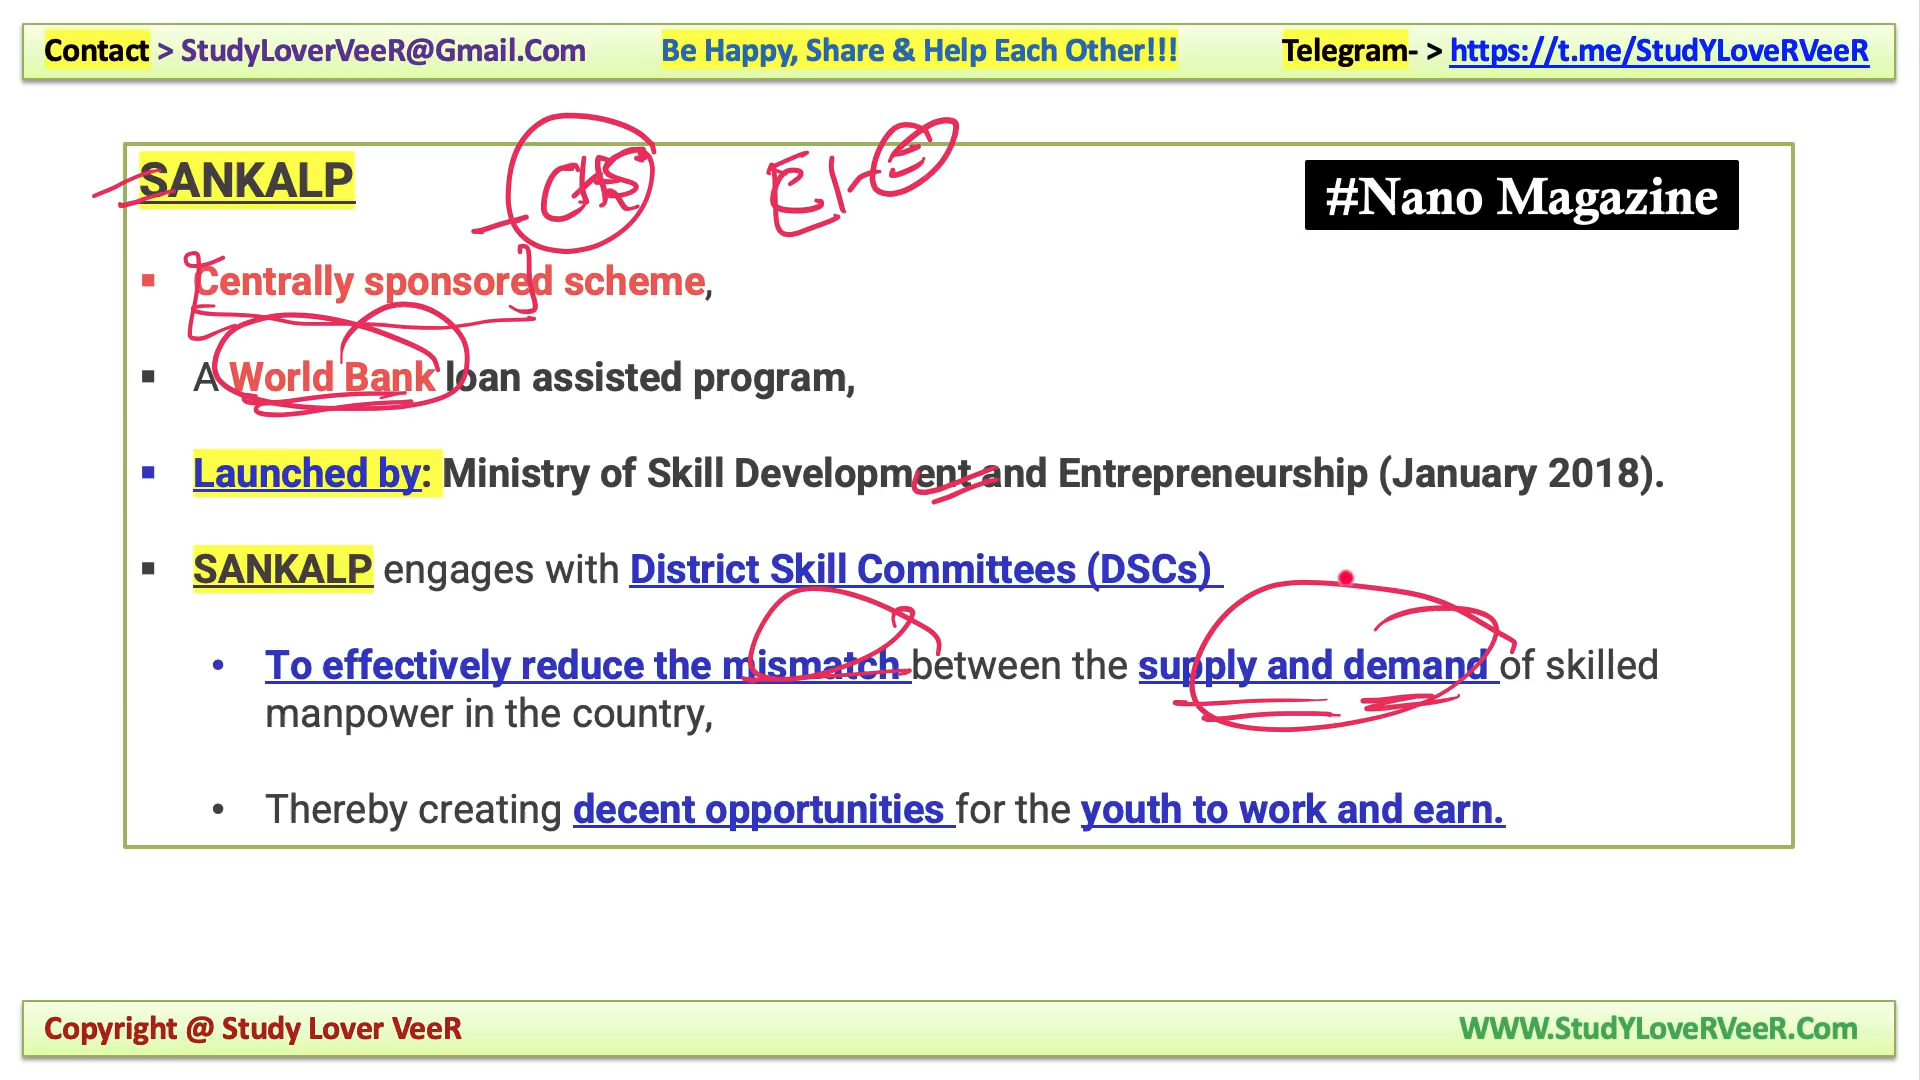 Contact > StudyLoverVeeR@Gmail.Com Be Happy, Share & Help Each Other!!! Telegram- > https://t.me/StudYLoveRVeeR
SANKALP
#Nano Magazine
▪ Centrally sponsored scheme,
▪ A World Bank loan assisted program,
▪ Launched by: Ministry of Skill Development and Entrepreneurship (January 2018).
▪ SANKALP engages with District Skill Committees (DSCs)
• To effectively reduce the mismatch between the supply and demand of skilled
manpower in the country,
• Thereby creating decent opportunities for the youth to work and earn.
Copyright @ Study Lover VeeR WWW.StudYLoveRVeeR.Com